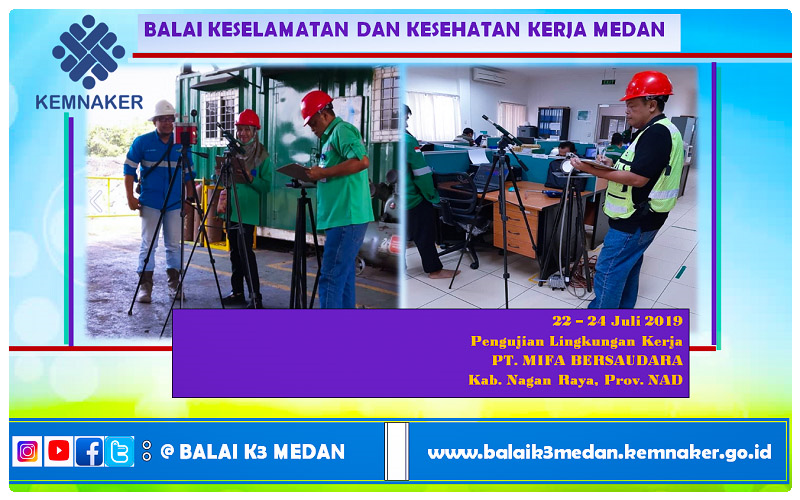 BALAI KESELAMATAN DAN KESEHATAN KERJA MEDAN
KEMNAKER
22 – 24 Juli 2019
Pengujian Lingkungan Kerja
PT. MIFA BERSAUDARA
Kab. Nagan Raya, Prov. NAD
@ BALAI K3 MEDAN
www.balaik3medan.kemnaker.go.id